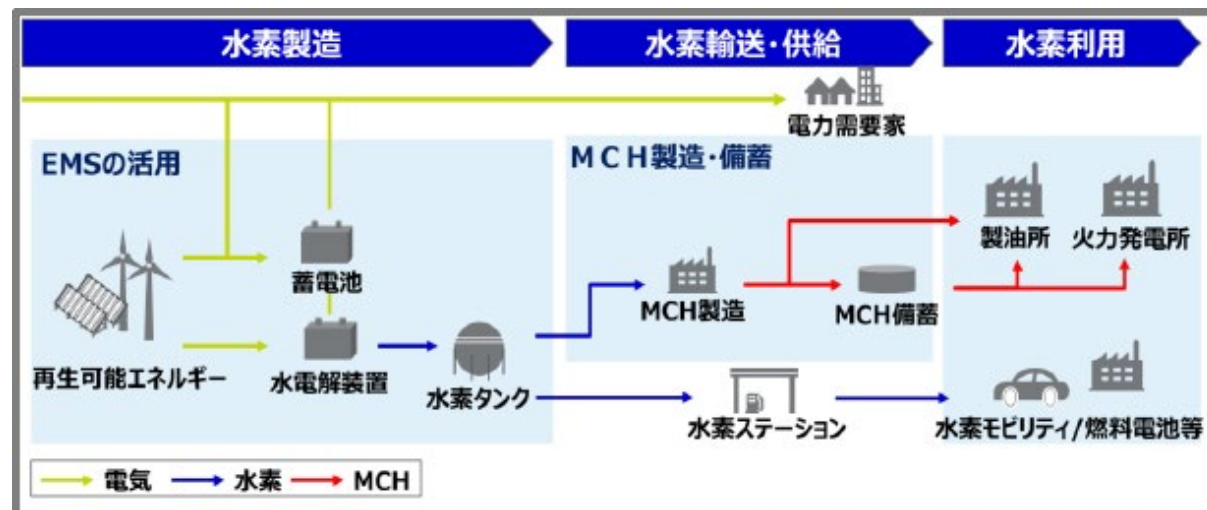 水素製造
水素輸送・供給
水素利用
電力需要家
EMSの活用
MCH製造・備蓄
蓄電池
製油所
火力発電所
MCH製造
MCH備蓄
再生可能エネルギー
水電解装置
水素タンク
水素ステーション
水素モビリティ/燃料電池等
電気
水素
MCH